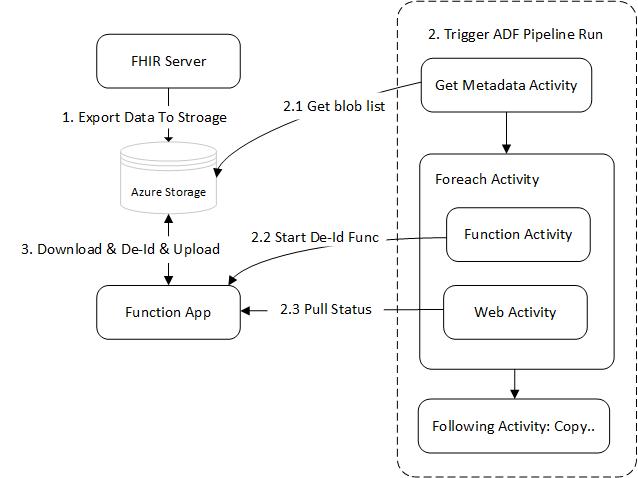 2. Trigger ADF Pipeline Run
FHIR Server
Get Metadata Activity
2.1 Get blob list
1. Export Data To Stroage
Foreach Activity
Azure Storage
Function Activity
2.2 Start De-Id Func
3. Download & De-Id & Upload
Function App
2.3 Pull Status
Web Activity
Following Activity: Copy..